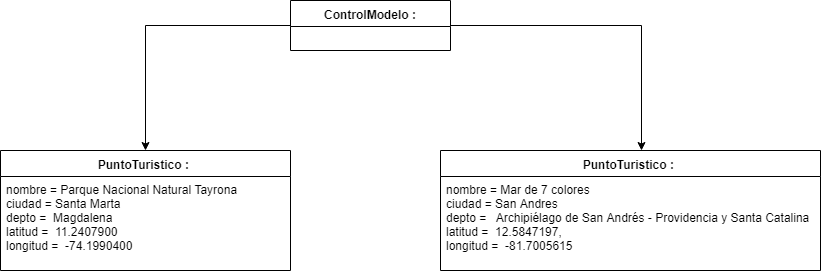 ControlModelo :
PuntoTuristico :
nombre = Parque Nacional Natural Tayrona
ciudad = Santa Marta
depto =  Magdalena
latitud =  11.2407900
longitud =  -74.1990400
PuntoTuristico :
nombre = Mar de 7 colores
ciudad = San Andres
depto =   Archipiélago de San Andrés - Providencia y Santa Catalina
latitud =  12.5847197,
longitud =  -81.7005615